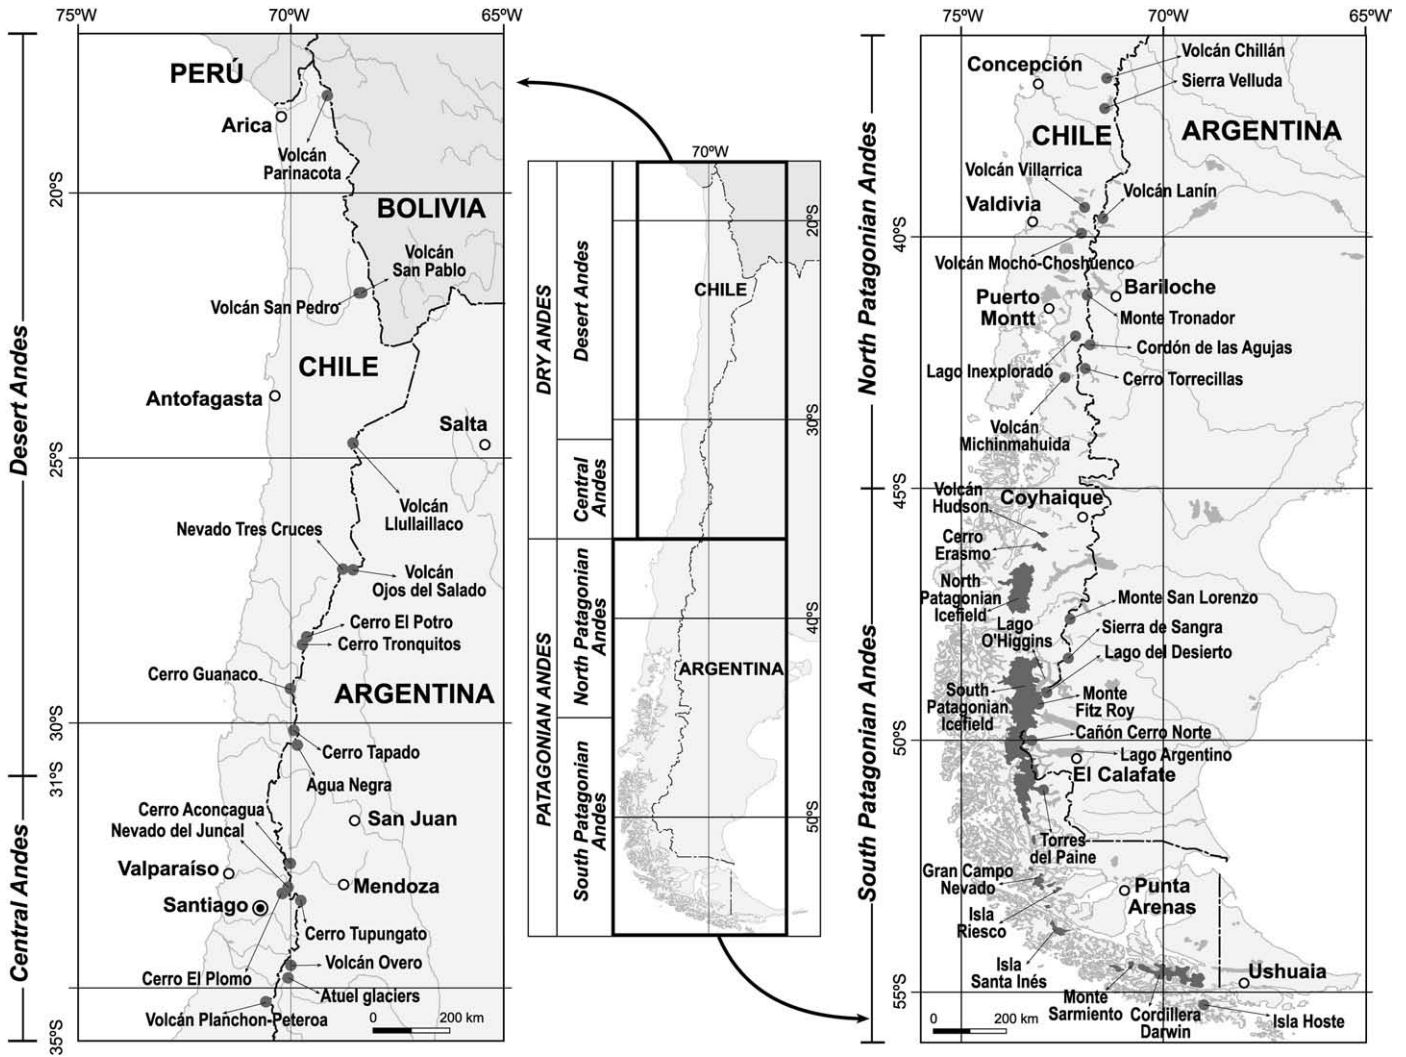 75ºW
70ºW
65ºW
Desert Andes
31ºS
Central Andes
20ºS
25ºS
30ºS
35ºS
PERÚ
Arica
Volcán
Parinacota
BOLIVIA
Volcán
San Pablo
Volcán San Pedro
CHILE
Antofagasta
Salta
Volcán
Llullaillaco
Nevado Tres Cruces
Volcán
Ojos del Salado
Cerro El Potro
Cerro Tronquitos
Cerro Guanaco
ARGENTINA
Cerro Tapado
Agua Negra
Cerro Aconcagua
Nevado del Juncal
San Juan
Valparaíso
Mendoza
Santiago
Cerro Tupungato
Volcán Overo
Cerro El Plomo
Atuel glaciers
Volcán Planchon-Peteroa
0
200 km
70ºW
DRY ANDES
Desert Andes
Central
Andes
PATAGONIAN ANDES
North Patagonian
Andes
South Patagonian
Andes
20ºS
30ºS
40ºS
50ºS
CHILE
ARGENTINA
75ºW
70ºW
65ºW
North Patagonian Andes
South Patagonian Andes
40ºS
45ºS
50ºS
55ºS
Concepción
Volcán Chillán
Sierra Velluda
CHILE
ARGENTINA
Volcán Villarrica
Volcán Lanín
Valdivia
Volcán Mocho-Choshuenco
Bariloche
Puerto
Montt
Monte Tronador
Cordón de las Agujas
Lago Inexplorado
Cerro Torrecillas
Volcán
Michinmahuida
Volcán
Hudson
Coyhaique
Cerro
Erasmo
North
Patagonian
Icefield
Monte San Lorenzo
Lago
O'Higgins
Sierra de Sangra
Lago del Desierto
South
Patagonian
Icefield
Monte
Fitz Roy
Cañón Cerro Norte
Lago Argentino
El Calafate
Torres
del Paine
Gran Campo
Nevado
Punta
Arenas
Isla
Riesco
Isla
Santa Inés
Ushuaia
Monte
Sarmiento
Cordillera
Darwin
Isla Hoste
0
200 km